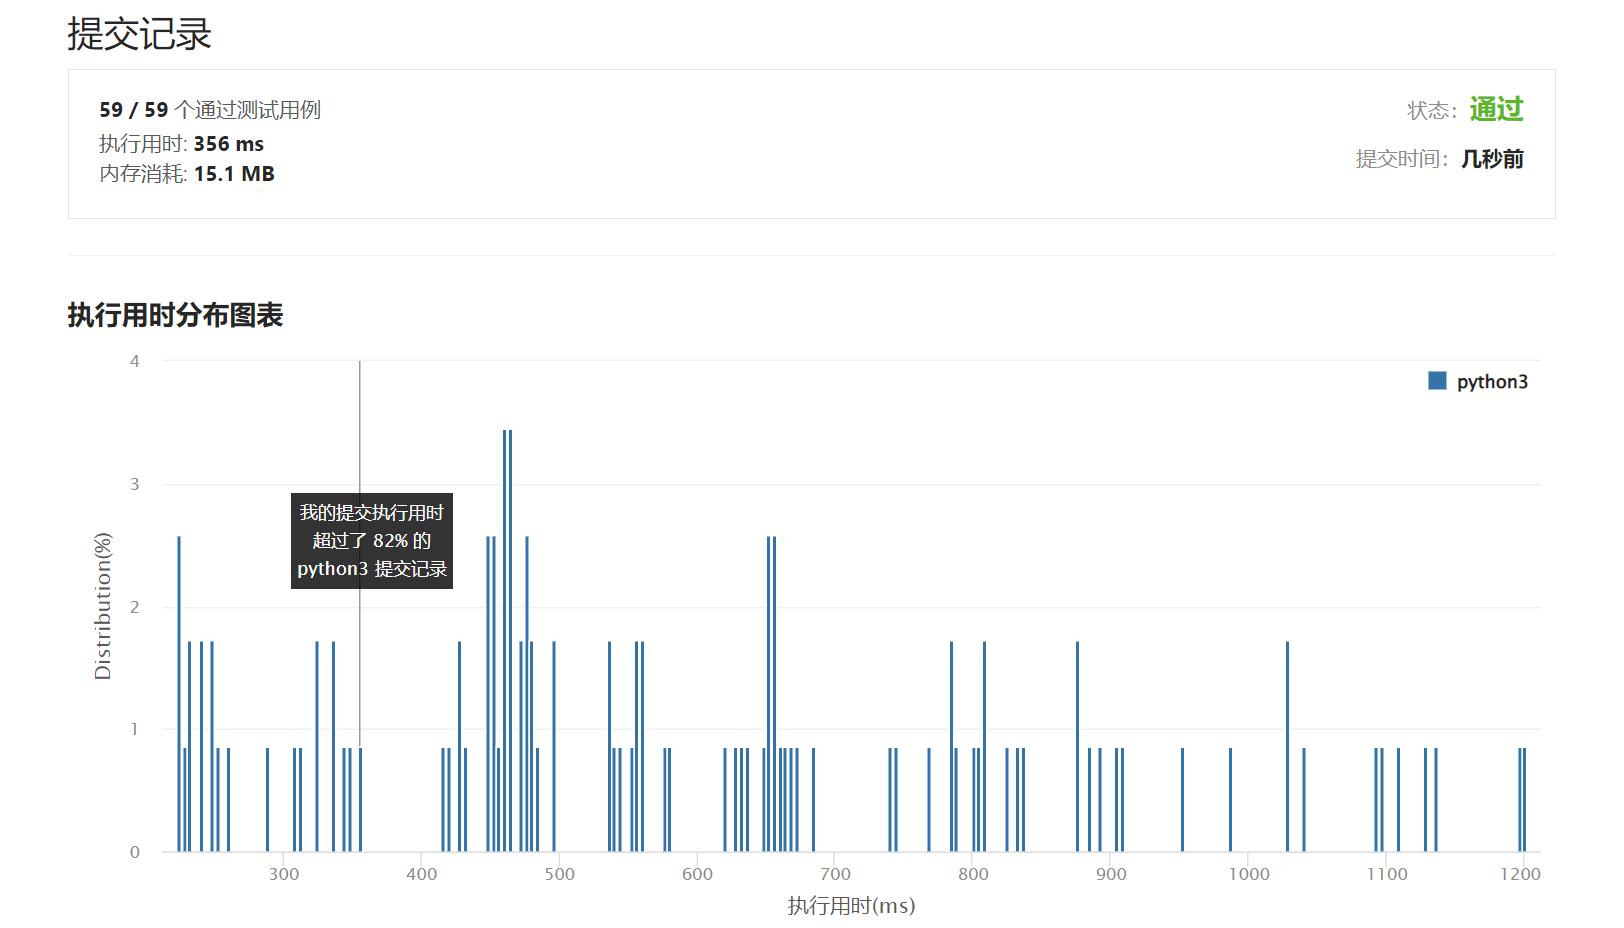 提交记录
59 / 59 个通过测试用例
状态：通过
执行用时: 356 ms
提交时间：几秒前
内存消耗: 15.1 MB
执行用时分布图表
4
python3
3
我的提交执行用时
超过了 82% 的
python3 提交记录
Distribution(%)
2
1
0
300 400 500 600 700 800 900 1000 1100 1200
执行用时(ms)